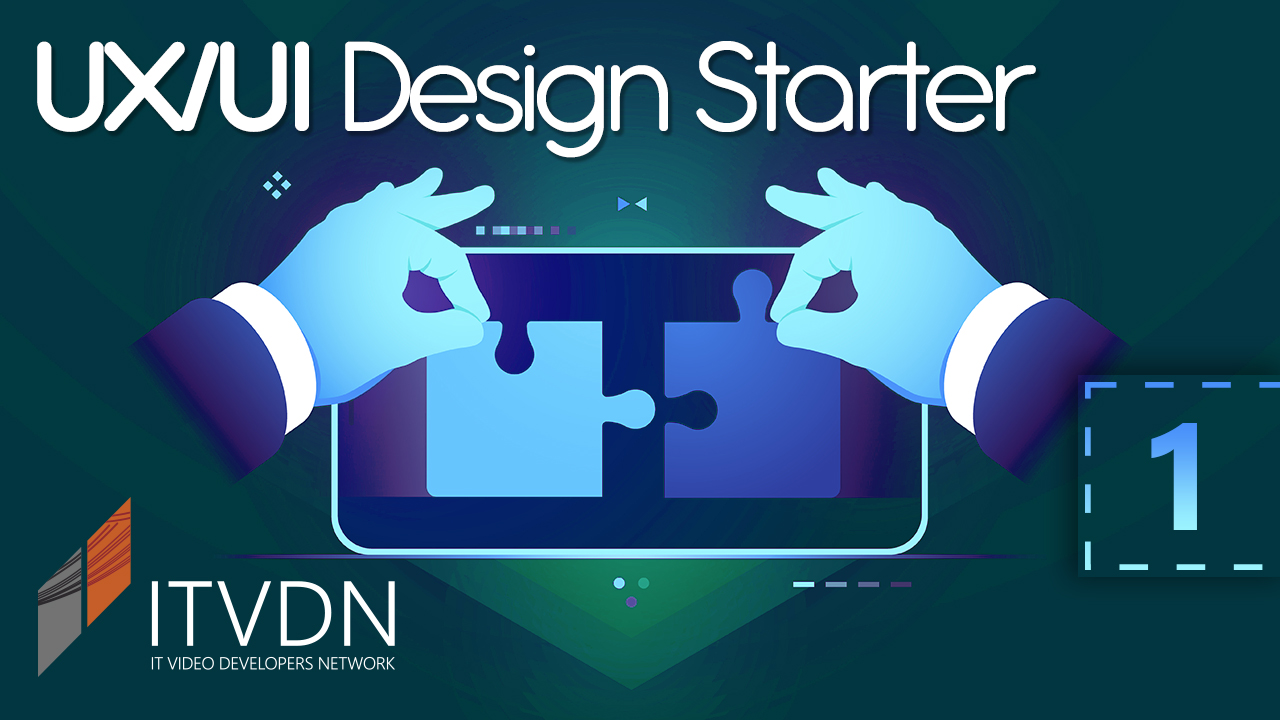 UX/UI Design Starter
1
ITVDN
IT VIDEO DEVELOPERS NETWORK